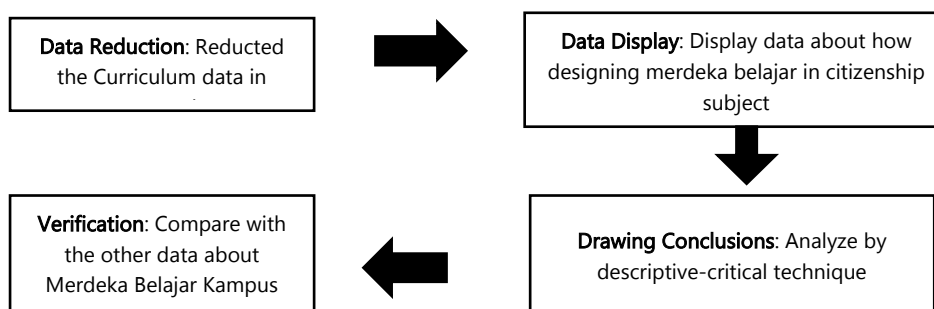 Data Reduction: Reducted
the Curriculum data in
Data Display: Display data about how
designing merdeka belajar in citizenship
subject
Drawing Conclusions: Analyze by
descriptive-critical technique
Verification: Compare with
the other data about
Merdeka Belajar Kampus